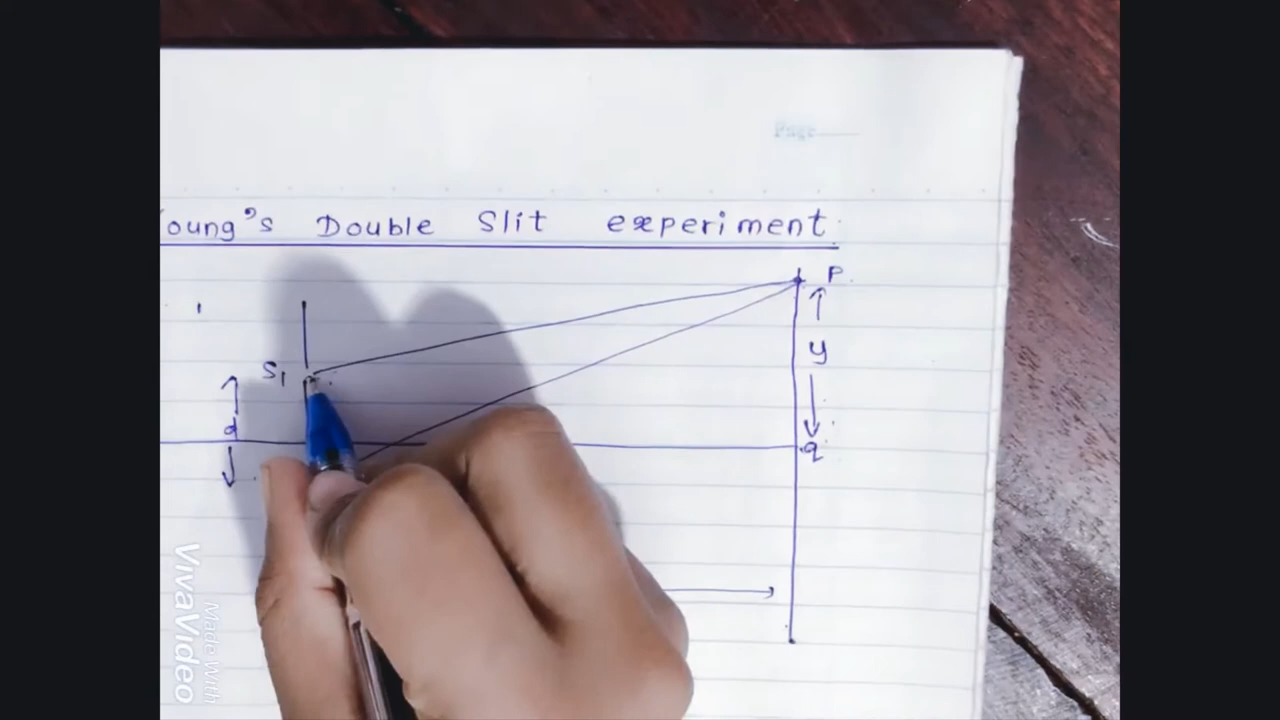 Page
oung's Double Slit experiment
P
S1
y
d
q
Made With
VivaVideo